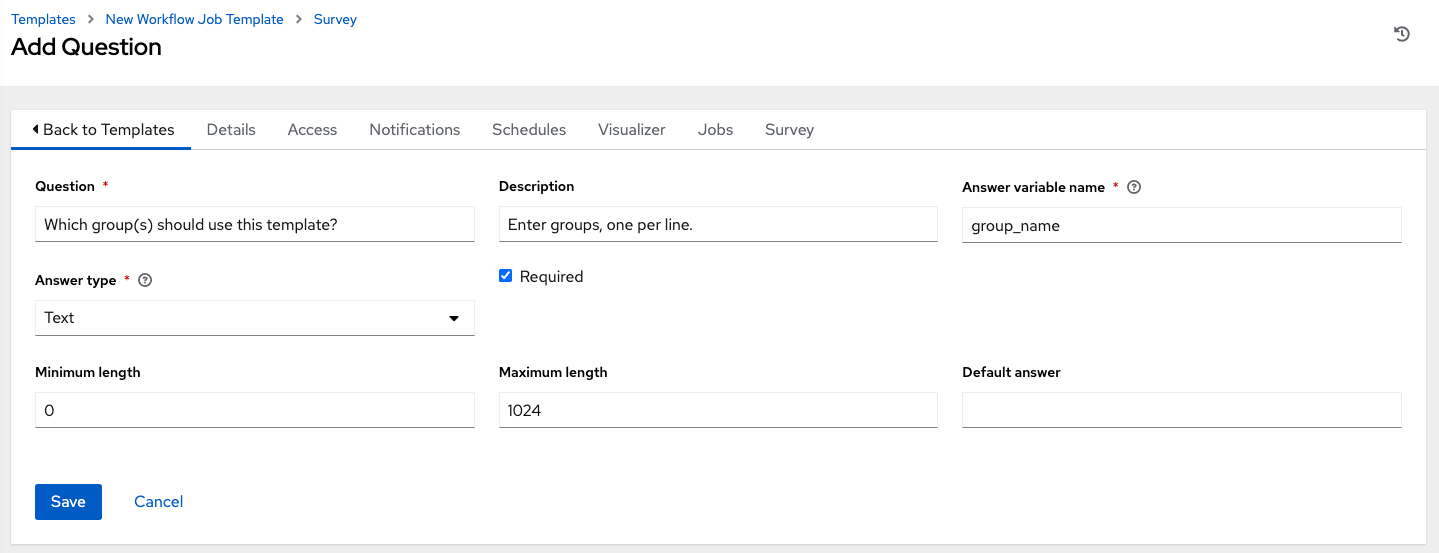 Templates > New Workflow Job Template > Survey
Add Question
Back to Templates Details Access Notifications Schedules Visualizer Jobs Survey
Question * Description Answer variable name *
Which group(s) should use this template? Enter groups, one per line. group_name
Answer type * Required
Text
Minimum length Maximum length Default answer
0 1024
Save Cancel